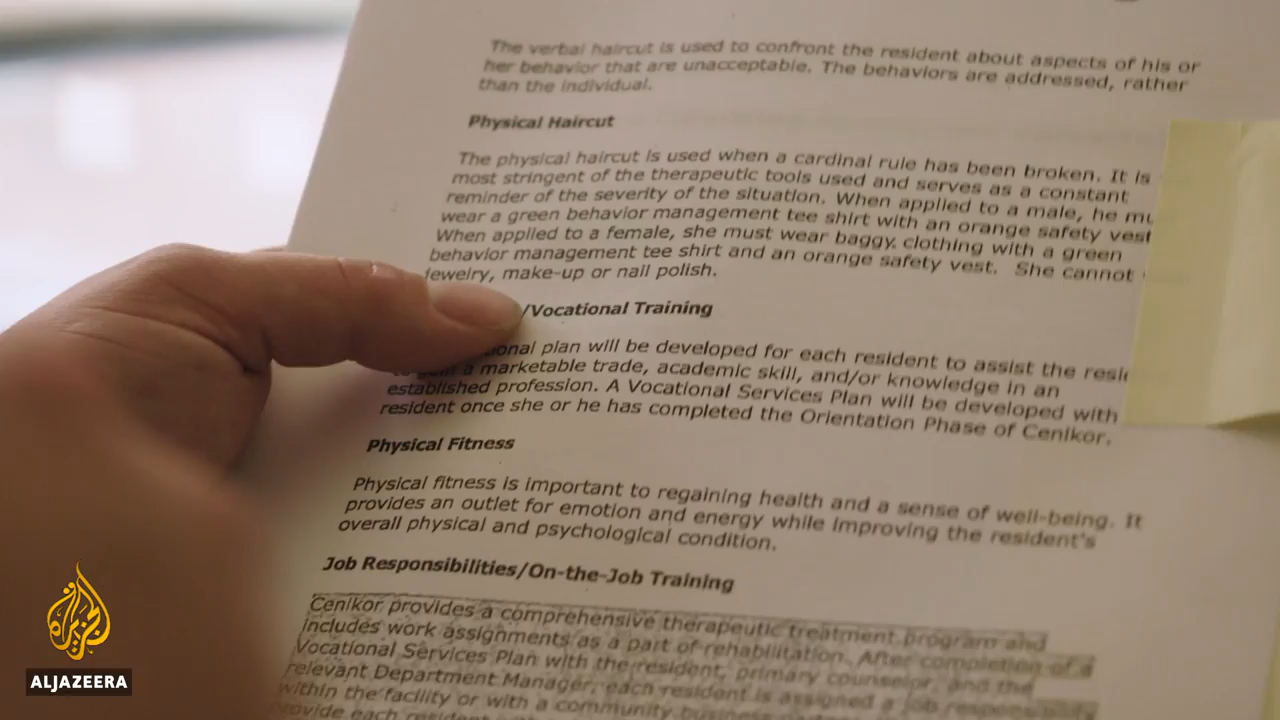 The verbal haircut is used to confront the resident about aspects of his or
her behavior that are unacceptable. The behaviors are addressed, rather
than the individual.
Physical Haircut
The physical haircut is used when a cardinal rule has been broken. It is
most stringent of the therapeutic tools used and serves as a constant
reminder of the severity of the situation. When applied to a male, he mu
wear a green behavior management tee shirt with an orange safety vest
When applied to a female, she must wear baggy clothing with a green
behavior management tee shirt and an orange safety vest. She cannot
jewelry, make-up or nail polish.
/Vocational Training
onal plan will be developed for each resident to assist the resi
a marketable trade, academic skill, and/or knowledge in an
established profession. A Vocational Services Plan will be developed with
resident once she or he has completed the Orientation Phase of Cenikor.
Physical Fitness
Physical fitness is important to regaining health and a sense of well-being. It
provides an outlet for emotion and energy while improving the resident's
overall physical and psychological condition.
Job Responsibilities/On-the-Job Training
Cenikor provides a comprehensive therapeutic treatment program and
includes work assignments as a part of rehabilitation. After completion of a
Vocational Services Plan with the resident, primary counselor, and the
relevant Department Manager, each resident is assigned a job responsibility
within the facility or with a community business
provide each resident
الجزيرة
ALJAZEERA